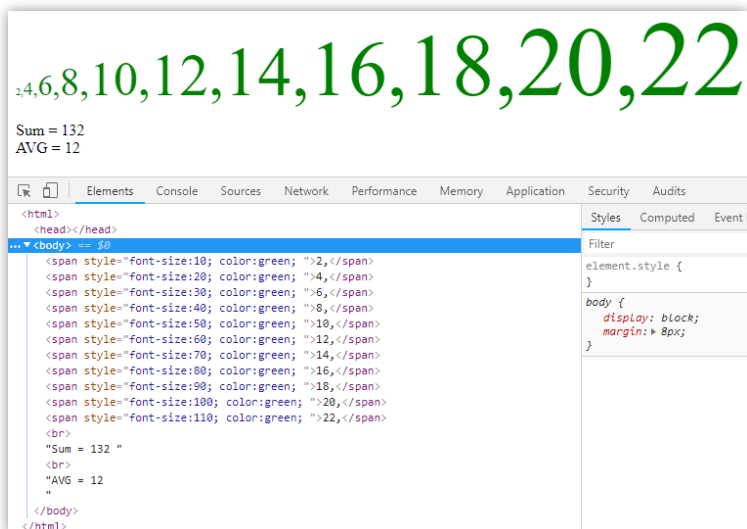 2,4,6,8,10,12,14,16,18,20,22
Sum = 132
AVG = 12
Elements Console Sources Network Performance Memory Application Security Audits
<html>
<head></head>
... ▼<body> == $0
<span style="font-size:10; color:green; ">2,</span>
<span style="font-size:20; color:green; ">4,</span>
<span style="font-size:30; color:green; ">6,</span>
<span style="font-size:40; color:green; ">8,</span>
<span style="font-size:50; color:green; ">10,</span>
<span style="font-size:60; color:green; ">12,</span>
<span style="font-size:70; color:green; ">14,</span>
<span style="font-size:80; color:green; ">16,</span>
<span style="font-size:90; color:green; ">18,</span>
<span style="font-size:100; color:green; ">20,</span>
<span style="font-size:110; color:green; ">22,</span>
<br>
"Sum = 132 "
<br>
"AVG = 12
"
</body>
</html>
Styles Computed Event
Filter
element.style {
}
body {
display: block;
margin:▶ 8px;
}